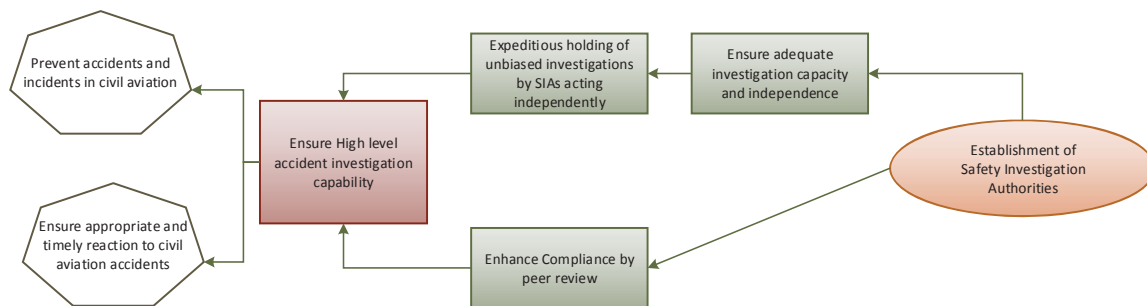 Prevent accidents and
incidents in civil aviation
Expeditious holding of
unbiased investigations
by SIAs acting
independently
Ensure adequate
investigation capacity
and independence
Ensure High level
accident investigation
capability
Establishment of
Safety Investigation
Authorities
Ensure appropriate and
timely reaction to civil
aviation accidents
Enhance Compliance by
peer review